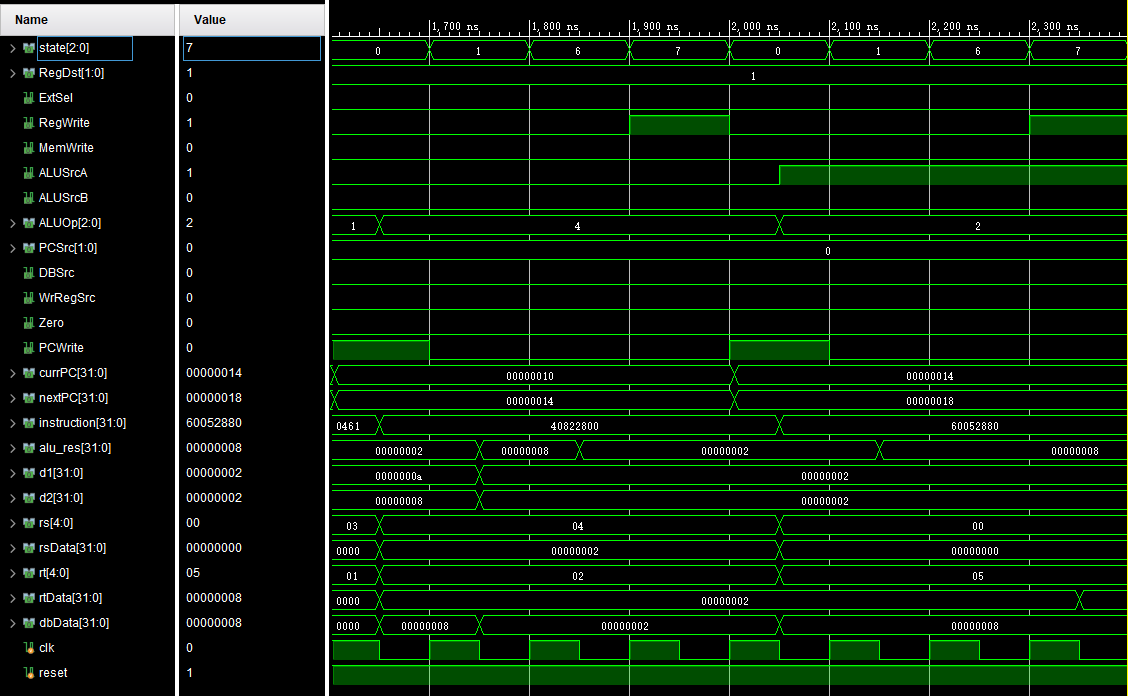 Name Value
1,700 ns 1,800 ns 1,900 ns 2,000 ns 2,100 ns 2,200 ns 2,300 ns
state[2:0] 7 0 1 6 7 0 1 6 7
RegDst[1:0] 1 1
ExtSel 0
RegWrite 1
MemWrite 0
ALUSrcA 1
ALUSrcB 0
ALUOp[2:0] 2 1 4 2
PCSrc[1:0] 0 0
DBSrc 0
WrRegSrc 0
Zero 0
PCWrite 0
currPC[31:0] 00000014 00000010 00000014
nextPC[31:0] 00000018 00000014 00000018
instruction[31:0] 60052880 0461 40822800 60052880
alu_res[31:0] 00000008 00000002 00000008 00000002 00000008
d1[31:0] 00000002 0000000a 00000002
d2[31:0] 00000002 00000008 00000002
rs[4:0] 00 03 04 00
rsData[31:0] 00000000 0000 00000002 00000000
rt[4:0] 05 01 02 05
rtData[31:0] 00000008 0000 00000002
dbData[31:0] 00000008 0000 00000008 00000002 00000008
clk 0
reset 1